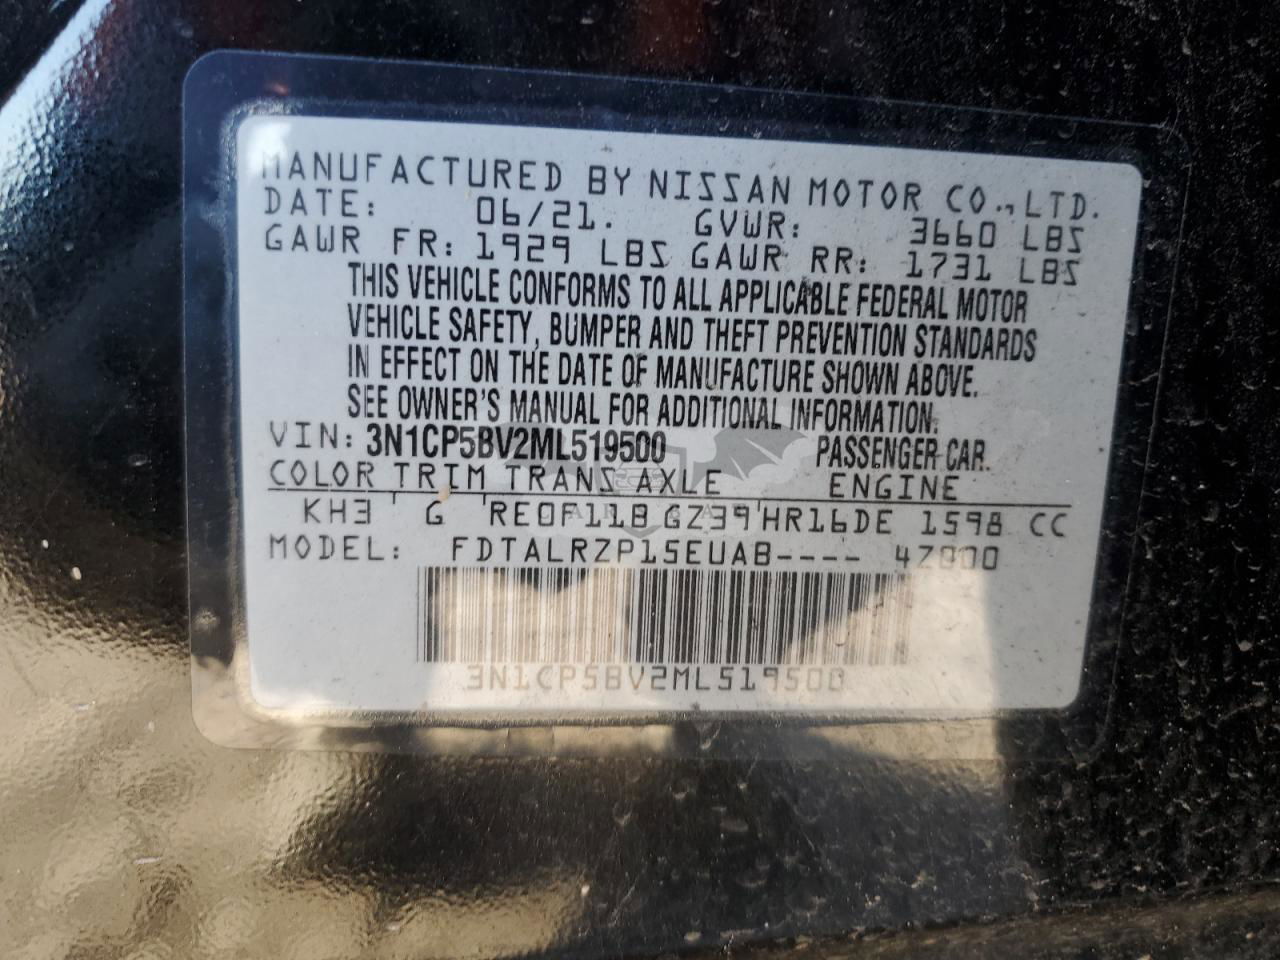 MANUFACTURED BY NISSAN MOTOR CO., LTD.
DATE: 06/21. GVWR: 3660 LBS
GAWR FR: 1929 LBS GAWR RR: 1731 LBS
THIS VEHICLE CONFORMS TO ALL APPLICABLE FEDERAL MOTOR
VEHICLE SAFETY, BUMPER AND THEFT PREVENTION STANDARDS
IN EFFECT ON THE DATE OF MANUFACTURE SHOWN ABOVE.
SEE OWNER'S MANUAL FOR ADDITIONAL INFORMATION.
VIN: 3N1CP5BV2ML519500 PASSENGER CAR.
COLOR TRIM TRANS AXLE ENGINE
KH3 G RE0F11B GZ39 HR16DE 1598 CC
MODEL: FDTALRZP15EUAB---- 4Z000
3N1CP5BV2ML519500